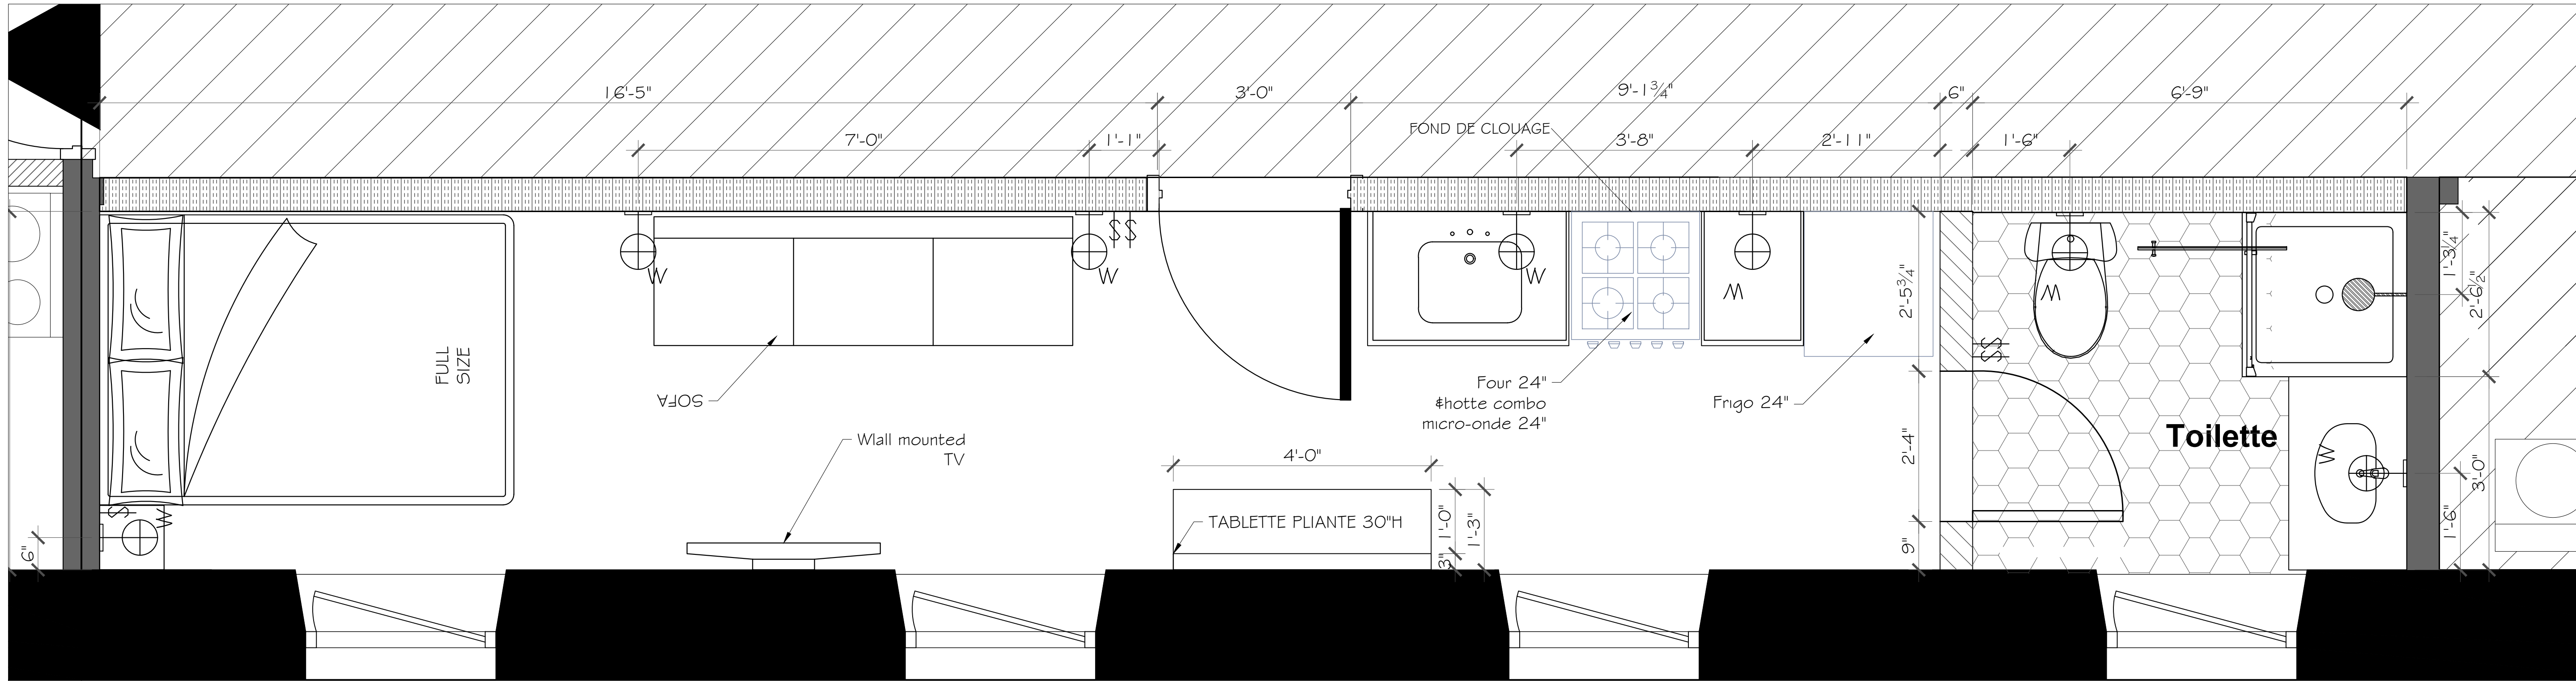 16'-5"
3'-0"
9'-1 3/4"
6"
6'-9"
7'-0"
1'-1"
FOND DE CLOUAGE
3'-8"
2'-11"
1'-6"
W
W
W
W
W
$$
FULL
SIZE
SOFA
Wlall mounted
TV
Four 24"
&hotte combo
micro-onde 24"
Frigo 24"
2'-5 3/4"
2'-4"
9"
$$
Toilette
W
1'-3 1/4"
2'-6 1/2"
3'-0"
1'-6"
4'-0"
TABLETTE PLIANTE 30"H
1'-0"
3"
1'-3"
$
W
6"